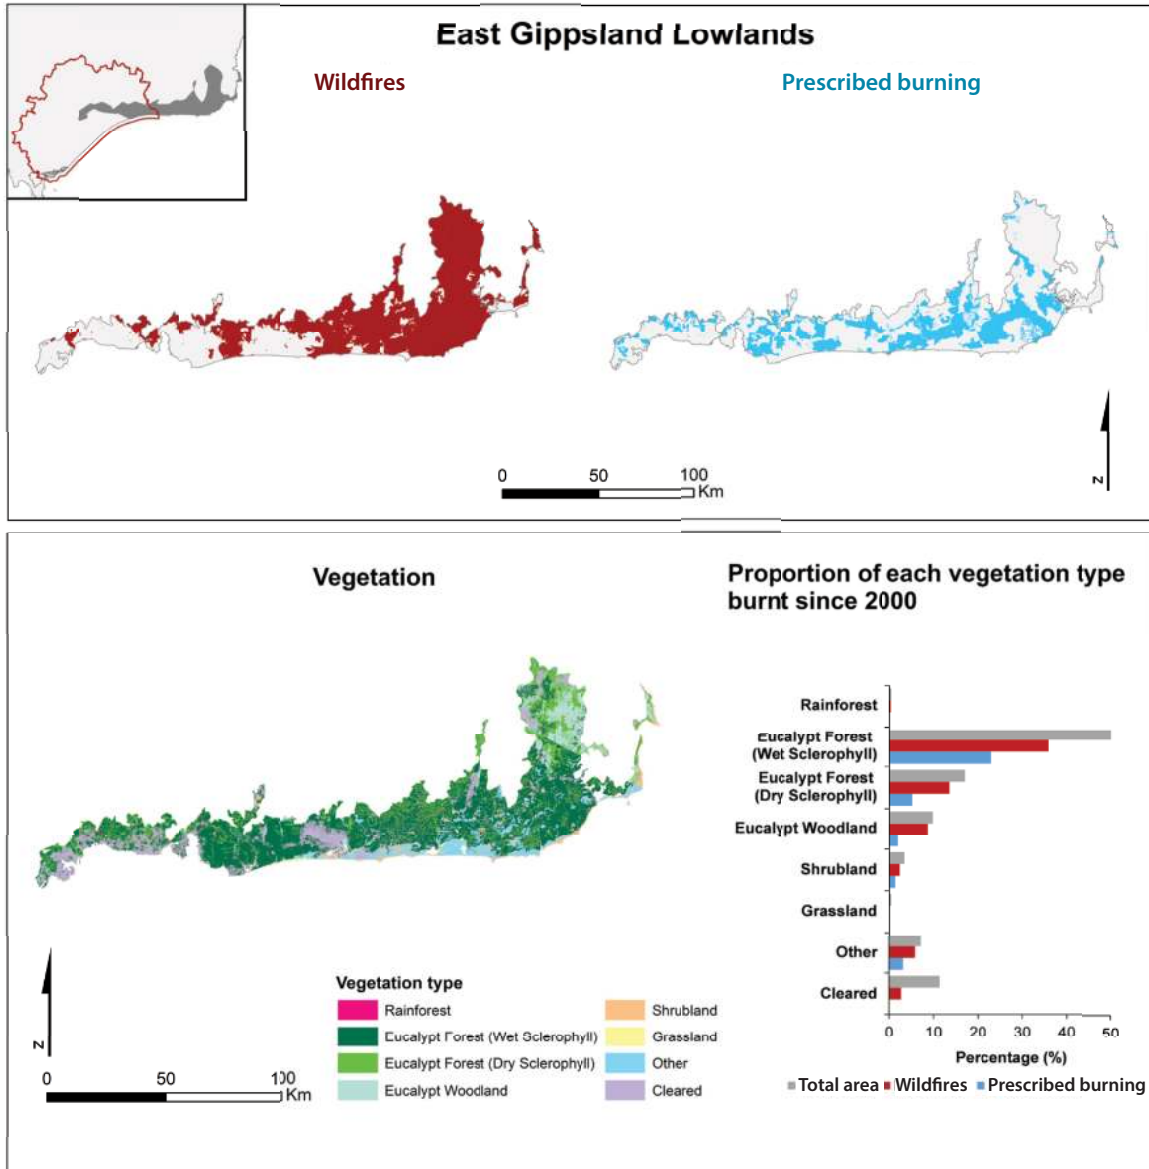 East Gippsland Lowlands
Wildfires
Prescribed burning
0 50 100
Km
N
Vegetation
Proportion of each vegetation type
burnt since 2000
Rainforest
Eucalypt Forest
(Wet Sclerophyll)
Eucalypt Forest
(Dry Sclerophyll)
Eucalypt Woodland
Shrubland
Grassland
Other
Cleared
0 10 20 30 40 50
Percentage (%)
Total area Wildfires Prescribed burning
N
0 50 100
Km
Vegetation type
Rainforest
Eucalypt Forest (Wet Sclerophyll)
Eucalypt Forest (Dry Sclerophyll)
Eucalypt Woodland
Shrubland
Grassland
Other
Cleared